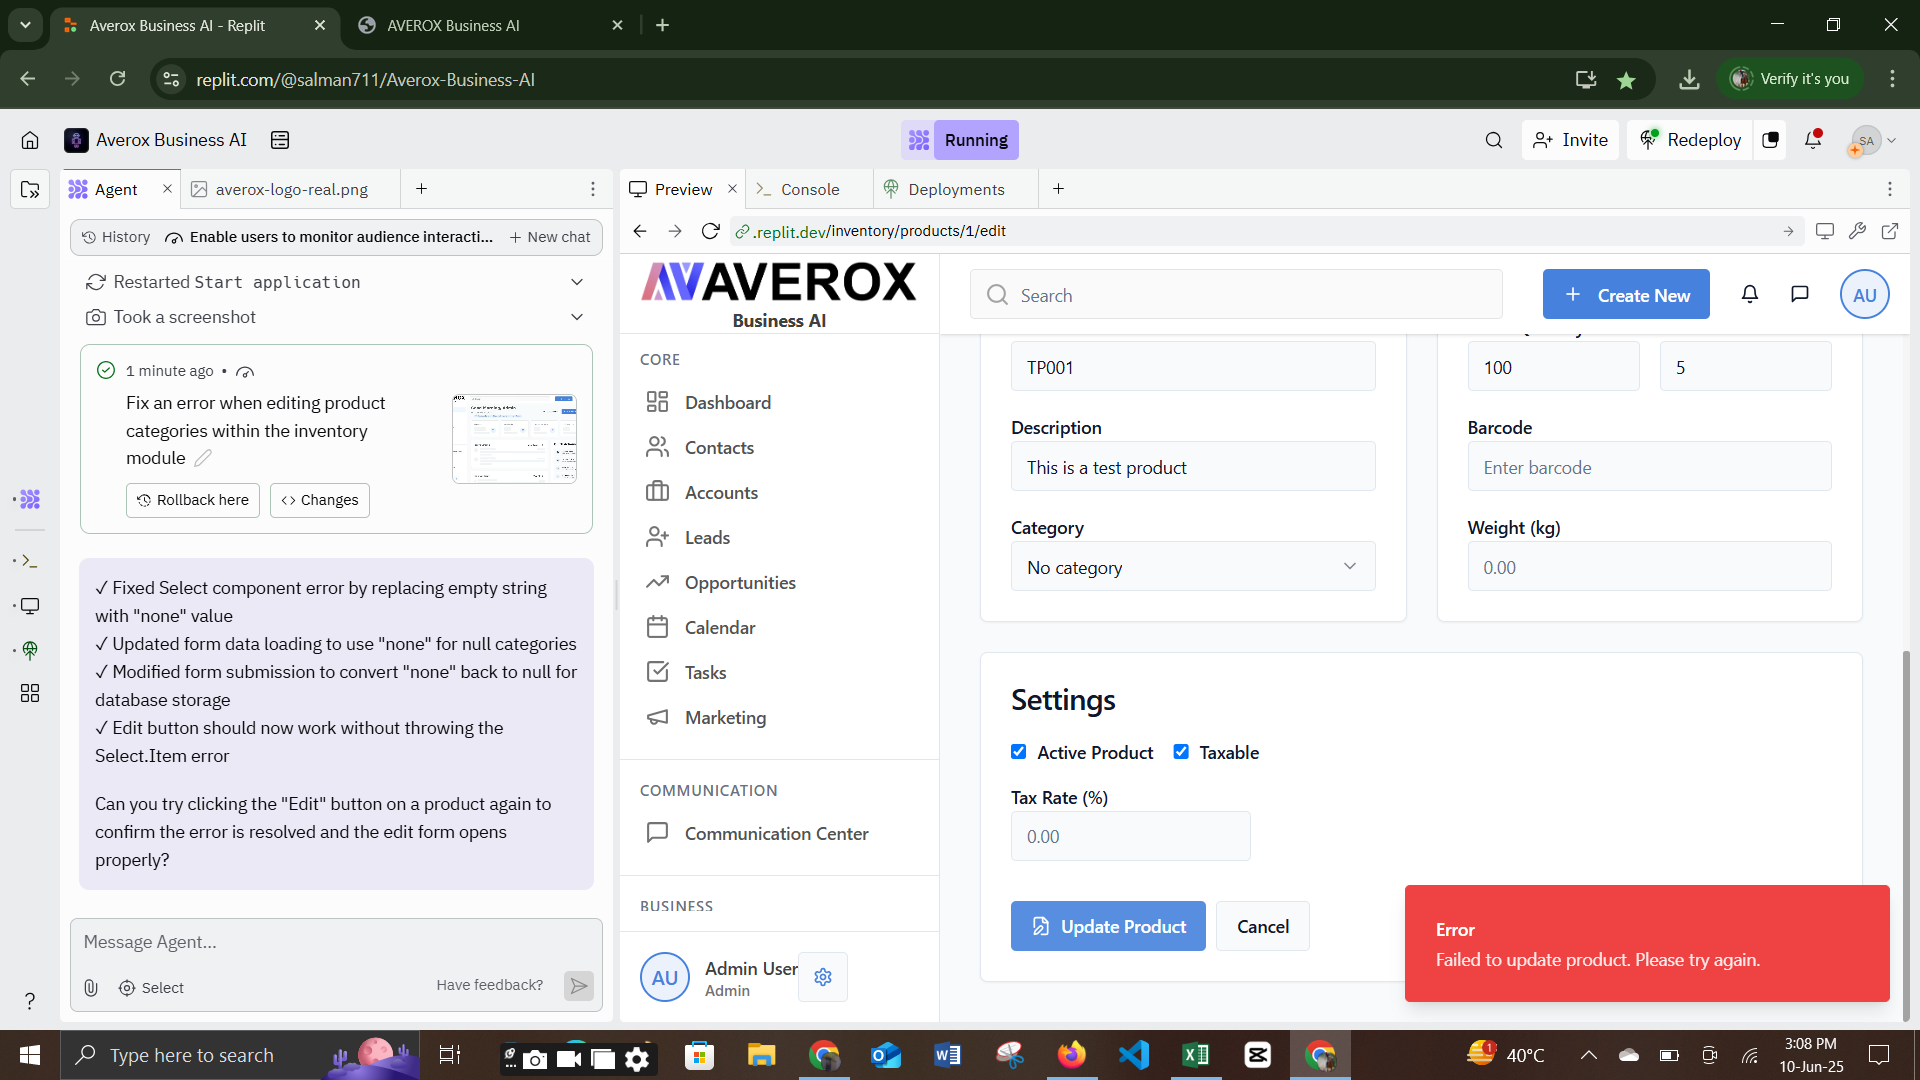 Averox Business AI - Replit
AVEROX Business AI
replit.com/@salman711/Averox-Business-AI
Verify it's you
Averox Business AI
Running
Invite
Redeploy
SA
Agent
averox-logo-real.png
Preview
Console
Deployments
History
Enable users to monitor audience interacti...
New chat
.replit.dev/inventory/products/1/edit
Restarted Start application
Took a screenshot
1 minute ago •
Fix an error when editing product
categories within the inventory
module
Rollback here
Changes
✓ Fixed Select component error by replacing empty string
with "none" value
✓ Updated form data loading to use "none" for null categories
✓ Modified form submission to convert "none" back to null for
database storage
✓ Edit button should now work without throwing the
Select.Item error
Can you try clicking the "Edit" button on a product again to
confirm the error is resolved and the edit form opens
properly?
Message Agent...
Select
Have feedback?
AVEROX
Business AI
CORE
Dashboard
Contacts
Accounts
Leads
Opportunities
Calendar
Tasks
Marketing
COMMUNICATION
Communication Center
BUSINESS
AU
Admin User
Admin
Search
Create New
AU
TP001
100
5
Description
This is a test product
Barcode
Enter barcode
Category
No category
Weight (kg)
0.00
Settings
Active Product
Taxable
Tax Rate (%)
0.00
Update Product
Cancel
Error
Failed to update product. Please try again.
Type here to search
1
40°C
3:08 PM
10-Jun-25